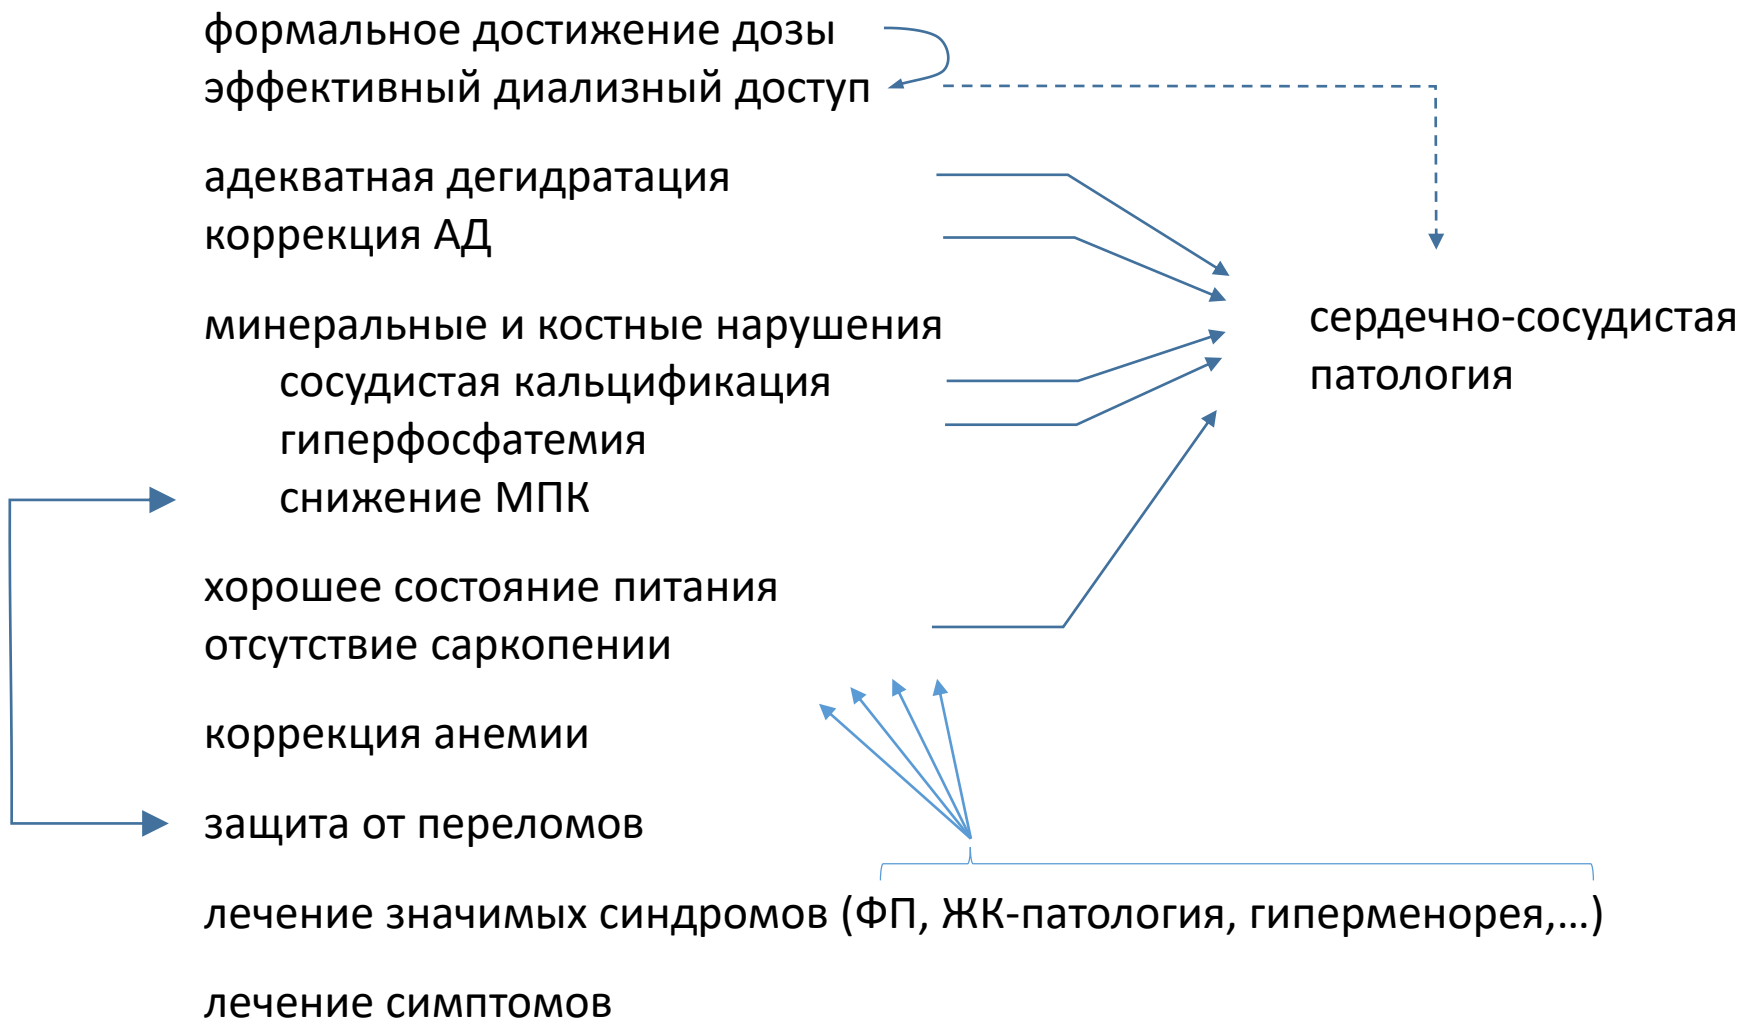 формальное достижение дозы
эффективный диализный доступ
адекватная дегидратация
коррекция АД
минеральные и костные нарушения
сосудистая кальцификация
гиперфосфатемия
снижение МПК
хорошее состояние питания
отсутствие саркопении
коррекция анемии
защита от переломов
лечение значимых синдромов (ФП, ЖК-патология, гиперменорея,...)
лечение симптомов
сердечно-сосудистая
патология